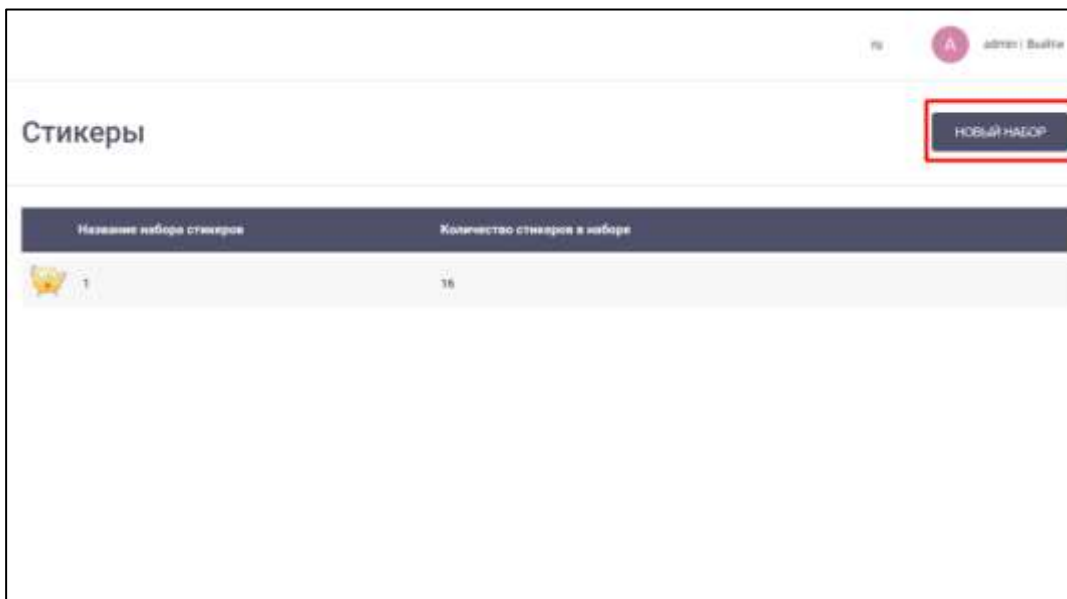 ru
A admin | Выйти
Стикеры
НОВЫЙ НАБОР
Название набора стикеров Количество стикеров в наборе
1 16